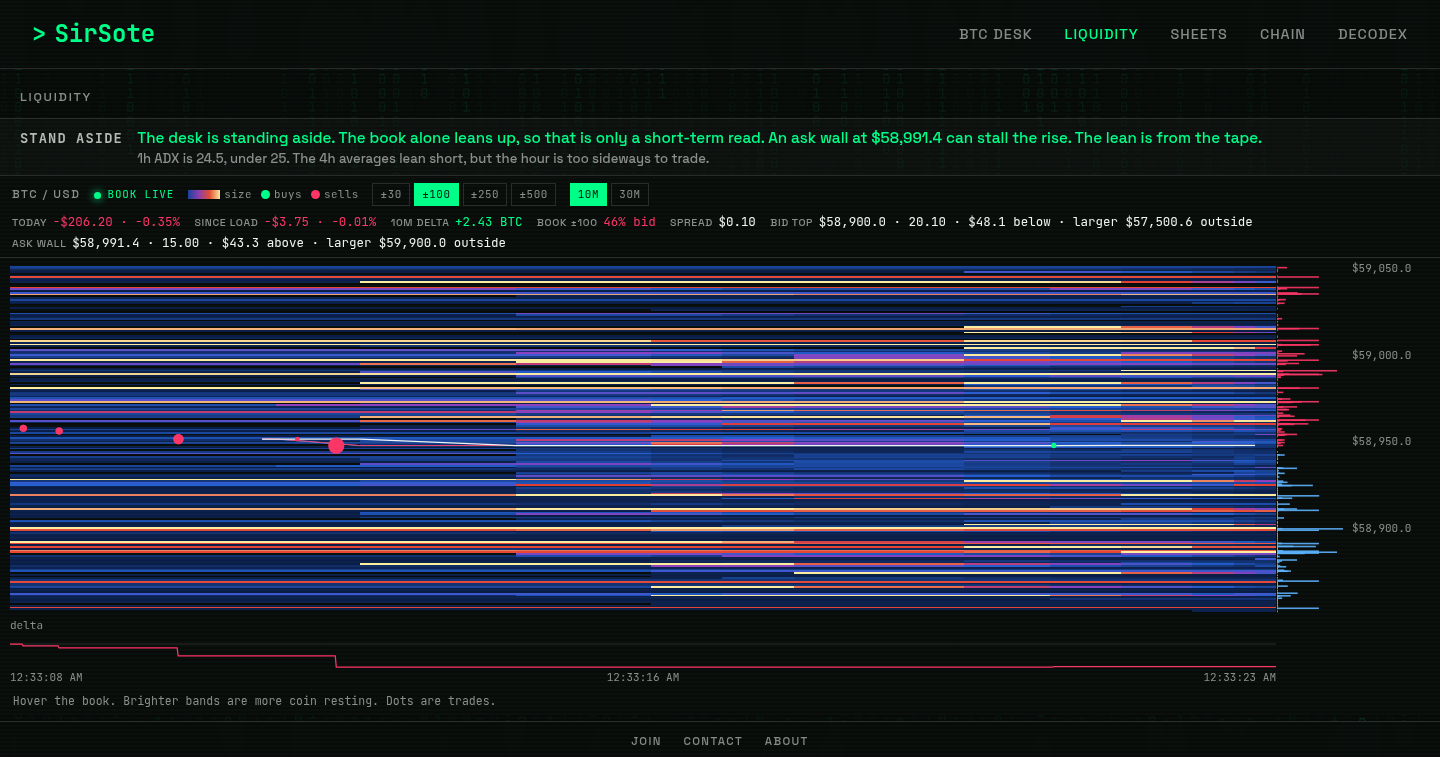 > SirSote
BTC DESK LIQUIDITY SHEETS CHAIN DECODEX
LIQUIDITY
STAND ASIDE The desk is standing aside. The book alone leans up, so that is only a short-term read. An ask wall at $58,991.4 can stall the rise. The lean is from the tape.
1h ADX is 24.5, under 25. The 4h averages lean short, but the hour is too sideways to trade.
BTC / USD BOOK LIVE size buys sells ±30 ±100 ±250 ±500 10M 30M
TODAY -$206.20 · -0.35% SINCE LOAD -$3.75 · -0.01% 10M DELTA +2.43 BTC BOOK ±100 46% bid SPREAD $0.10 BID TOP $58,900.0 · 20.10 · $48.1 below · larger $57,500.6 outside
ASK WALL $58,991.4 · 15.00 · $43.3 above · larger $59,900.0 outside
$59,050.0
$59,000.0
$58,950.0
$58,900.0
delta
12:33:08 AM 12:33:16 AM 12:33:23 AM
Hover the book. Brighter bands are more coin resting. Dots are trades.
JOIN CONTACT ABOUT